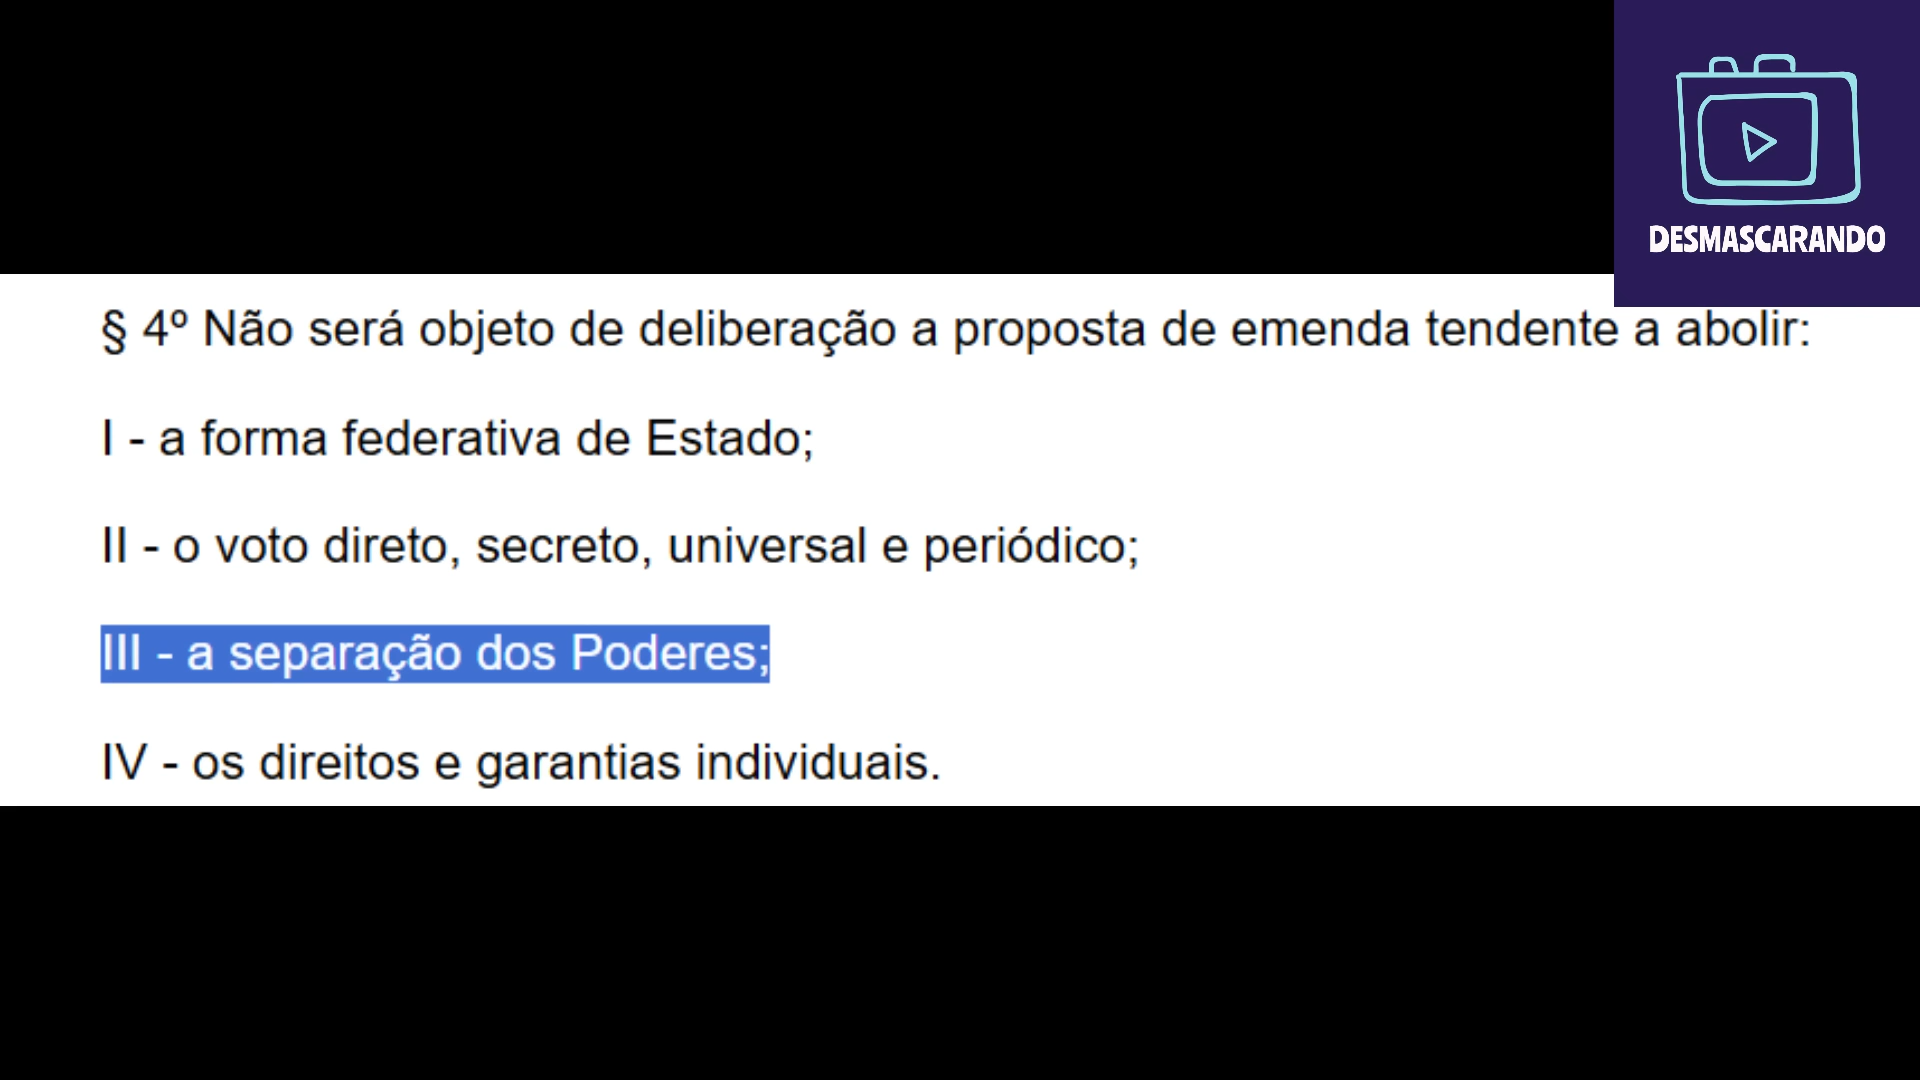 DESMASCARANDO
§ 4º Não será objeto de deliberação a proposta de emenda tendente a abolir:
I - a forma federativa de Estado;
II - o voto direto, secreto, universal e periódico;
III - a separação dos Poderes;
IV - os direitos e garantias individuais.